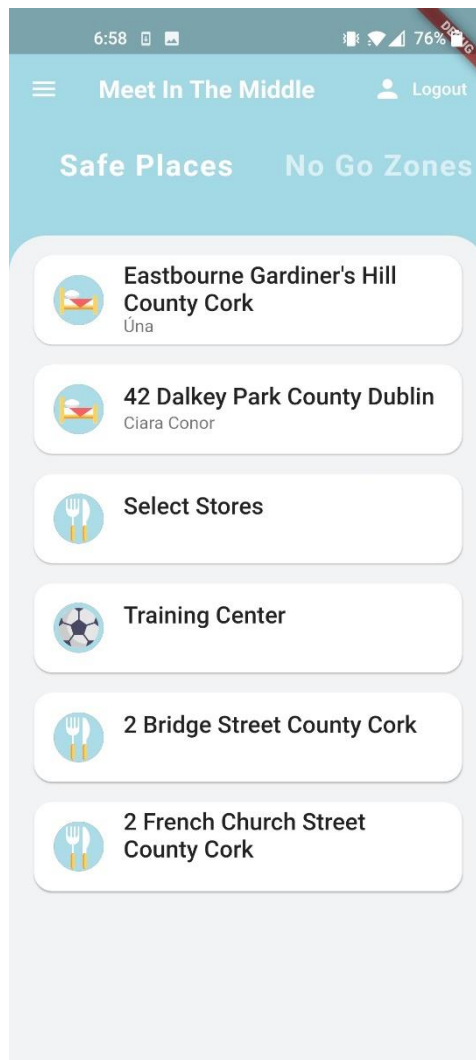 6:58 76%
DEBUG
Meet In The Middle Logout
Safe Places No Go Zones
Eastbourne Gardiner's Hill
County Cork
Úna
42 Dalkey Park County Dublin
Ciara Conor
Select Stores
Training Center
2 Bridge Street County Cork
2 French Church Street
County Cork